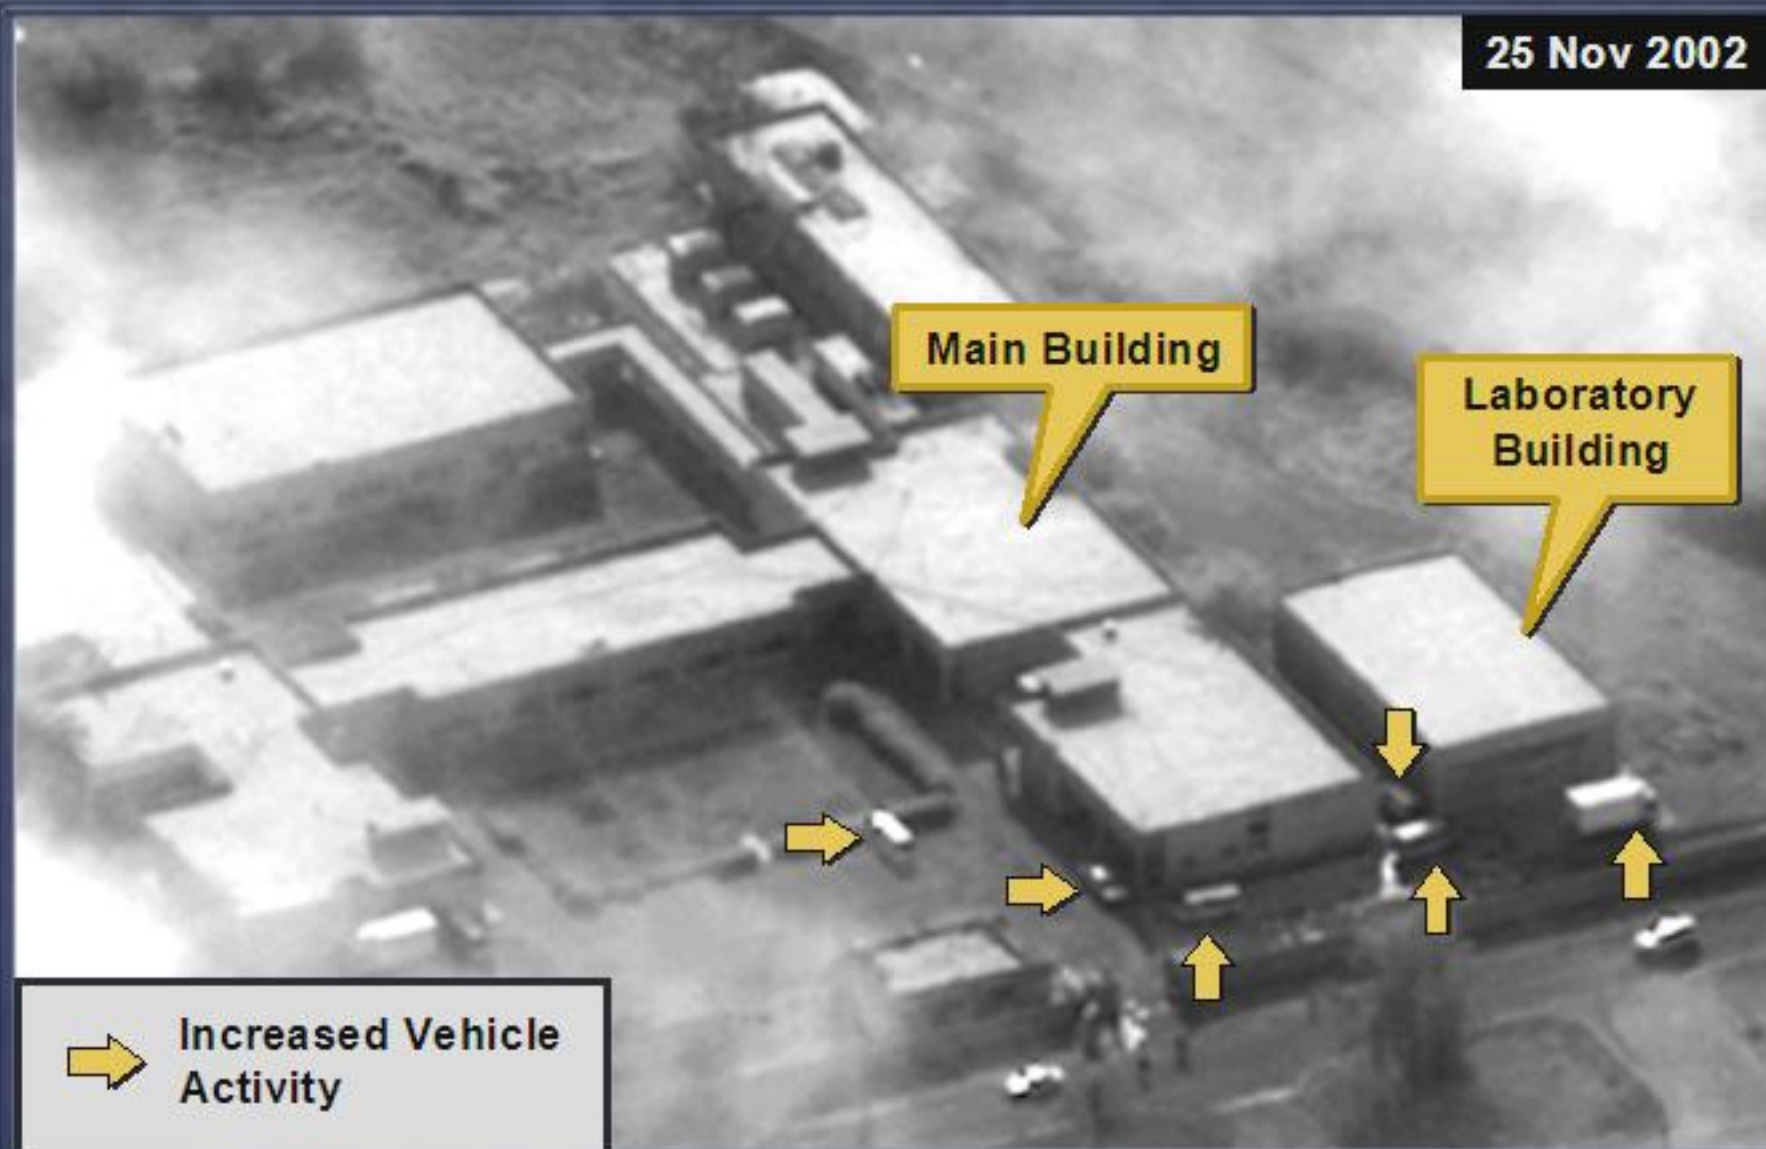 25 Nov 2002
Main Building
Laboratory
Building
Increased Vehicle
Activity